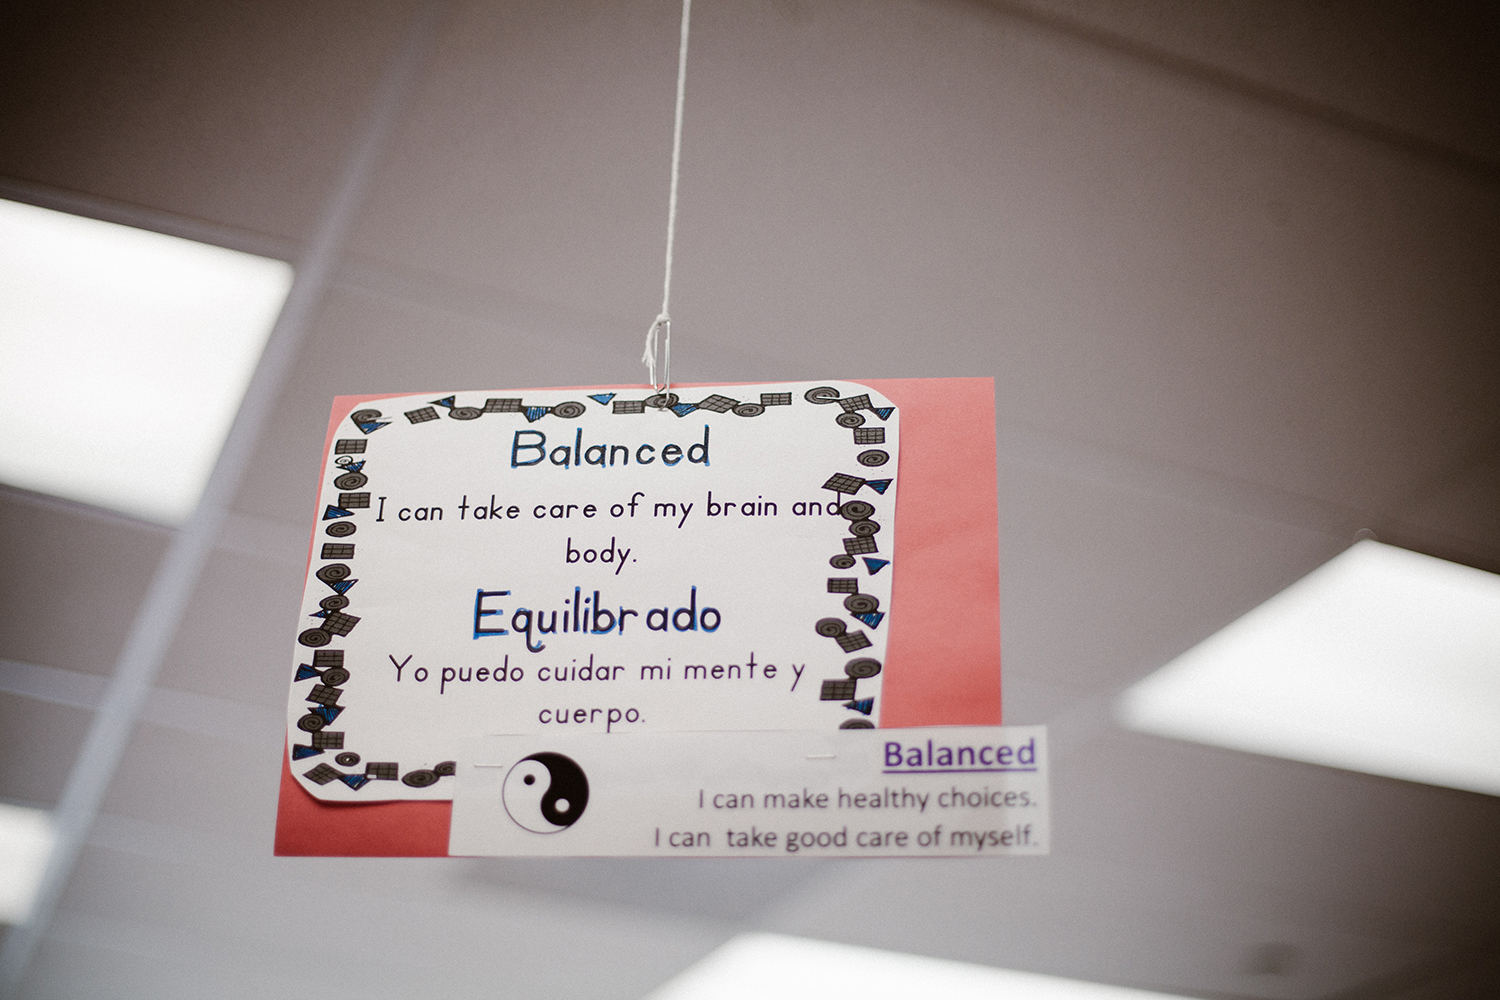 Balanced
I can take care of my brain and
body.
Equilibrado
Yo puedo cuidar mi mente y
cuerpo.
Balanced
I can make healthy choices.
I can take good care of myself.